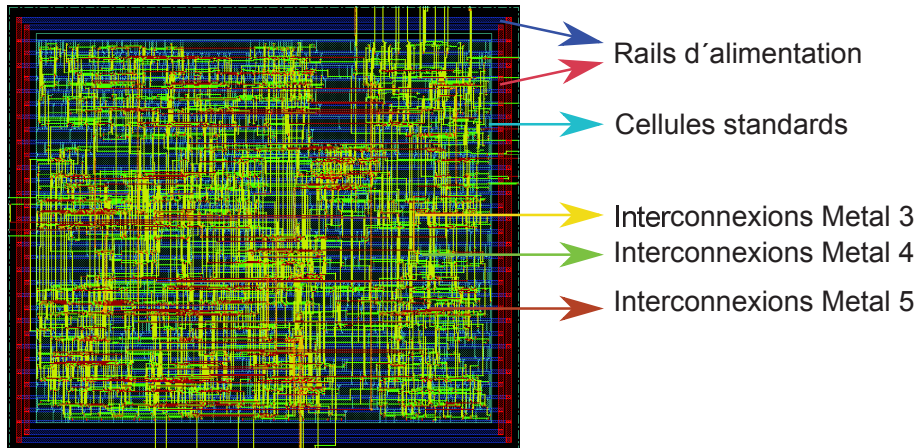 Rails d´alimentation
Cellules standards
Interconnexions Metal 3
Interconnexions Metal 4
Interconnexions Metal 5